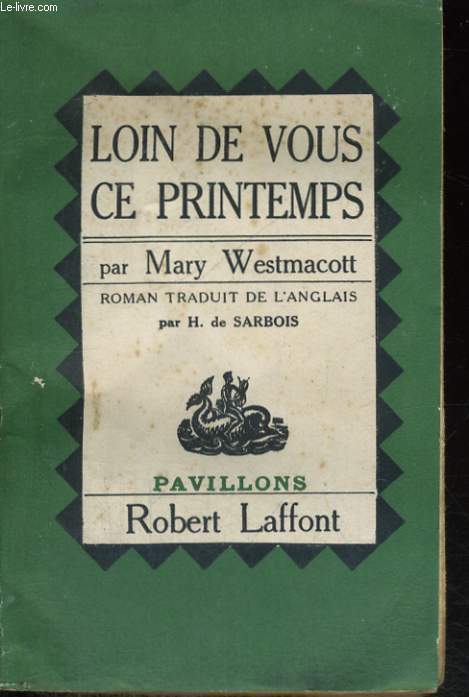 Le-livre.com
LOIN DE VOUS
CE PRINTEMPS
par Mary Westmacott
ROMAN TRADUIT DE L'ANGLAIS
par H. de SARBOIS
PAVILLONS
Robert Laffont